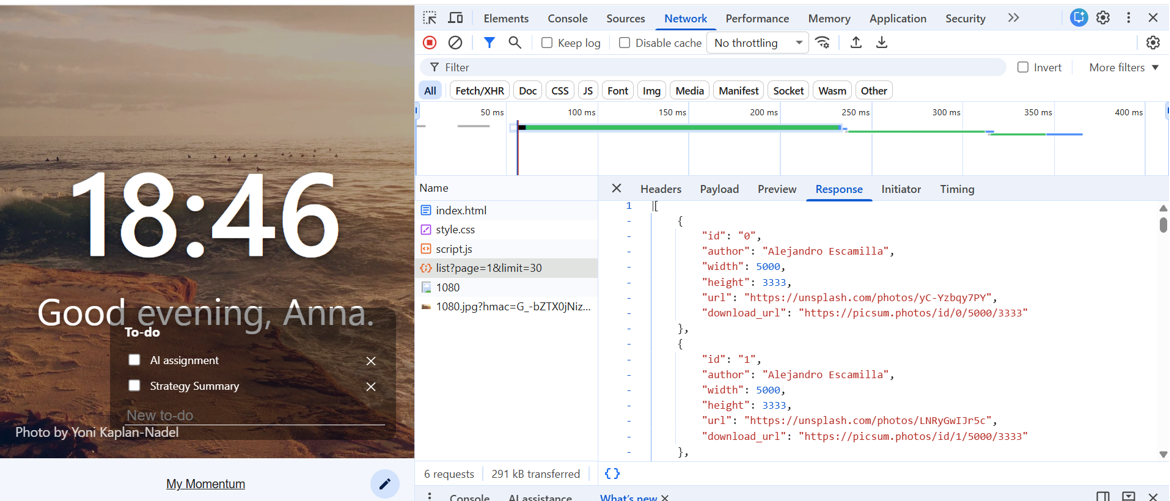 18:46
Good evening, Anna.
To-do
AI assignment
Strategy Summary
New to-do
Photo by Yoni Kaplan-Nadel
My Momentum
Elements Console Sources Network Performance Memory Application Security
Keep log Disable cache No throttling
Filter Invert More filters
All Fetch/XHR Doc CSS JS Font Img Media Manifest Socket Wasm Other
50 ms 100 ms 150 ms 200 ms 250 ms 300 ms 350 ms 400 ms
Name
index.html
style.css
script.js
list?page=1&limit=30
1080
1080.jpg?hmac=G_-bZTX0jNiz...
6 requests 291 kB transferred
Headers Payload Preview Response Initiator Timing
1 [
- {
- "id": "0",
- "author": "Alejandro Escamilla",
- "width": 5000,
- "height": 3333,
- "url": "https://unsplash.com/photos/yC-Yzbqy7PY",
- "download_url": "https://picsum.photos/id/0/5000/3333"
- },
- {
- "id": "1",
- "author": "Alejandro Escamilla",
- "width": 5000,
- "height": 3333,
- "url": "https://unsplash.com/photos/LNRyGwIJr5c",
- "download_url": "https://picsum.photos/id/1/5000/3333"
- },
{}
Console AI assistance What's new